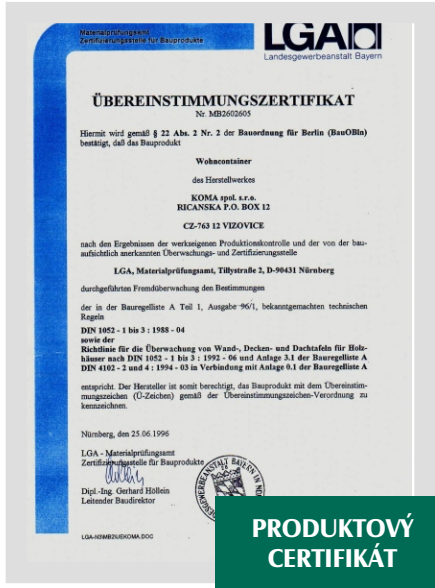 Materialprüfungsamt
Zertifizierungsstelle für Bauprodukte
LGA
Landesgewerbeanstalt Bayern
ÜBEREINSTIMMUNGSZERTIFIKAT
Nr. MB2602605
Hiermit wird gemäß § 22 Abs. 2 Nr. 2 der Bauordnung für Berlin (BauOBln)
bestätigt, daß das Bauprodukt
Wohncontainer
des Herstellwerkes
KOMA spol. s.r.o.
RICANSKA P.O. BOX 12
CZ-763 12 VIZOVICE
nach den Ergebnissen der werkseigenen Produktionskontrolle und der von der bau-
aufsichtlich anerkannten Überwachungs- und Zertifizierungsstelle
LGA, Materialprüfungsamt, Tillystraße 2, D-90431 Nürnberg
durchgeführten Fremdüberwachung den Bestimmungen
der in der Bauregelliste A Teil 1, Ausgabe 96/1, bekanntgemachten technischen
Regeln
DIN 1052 - 1 bis 3 : 1988 - 04
sowie der
Richtlinie für die Überwachung von Wand-, Decken- und Dachtafeln für Holz-
häuser nach DIN 1052 - 1 bis 3 : 1992 - 06 und Anlage 3.1 der Bauregelliste A
DIN 4102 - 2 und 4 : 1994 - 03 in Verbindung mit Anlage 0.1 der Bauregelliste A
entspricht. Der Hersteller ist somit berechtigt, das Bauprodukt mit dem Übereinstim-
mungszeichen (Ü-Zeichen) gemäß der Übereinstimmungszeichen-Verordnung zu
kennzeichnen.
Nürnberg, den 25.06.1996
LGA - Materialprüfungsamt
Zertifizierungsstelle für Bauprodukte
Dipl.-Ing. Gerhard Höllein
Leitender Baudirektor
PRODUKTOVÝ
CERTIFIKÁT